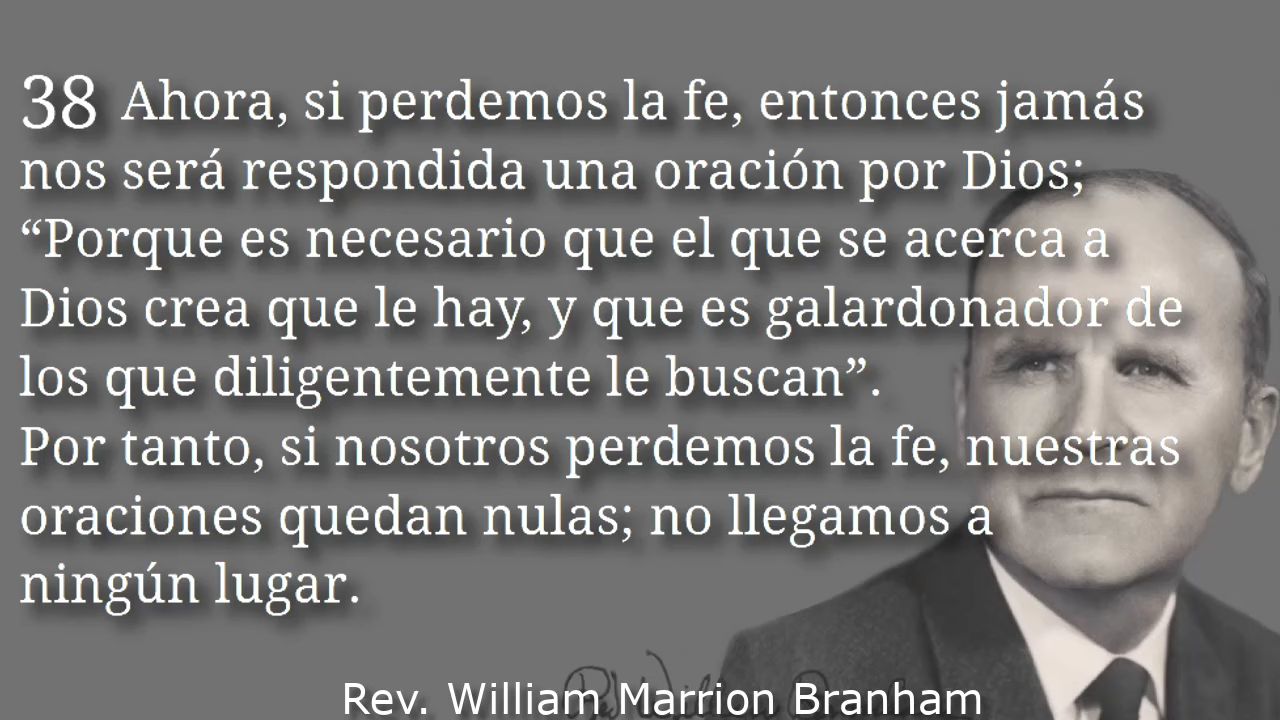 38 Ahora, si perdemos la fe, entonces jamás
nos será respondida una oración por Dios;
“Porque es necesario que el que se acerca a
Dios crea que le hay, y que es galardonador de
los que diligentemente le buscan”.
Por tanto, si nosotros perdemos la fe, nuestras
oraciones quedan nulas; no llegamos a
ningún lugar.
Rev. William Marrion Branham